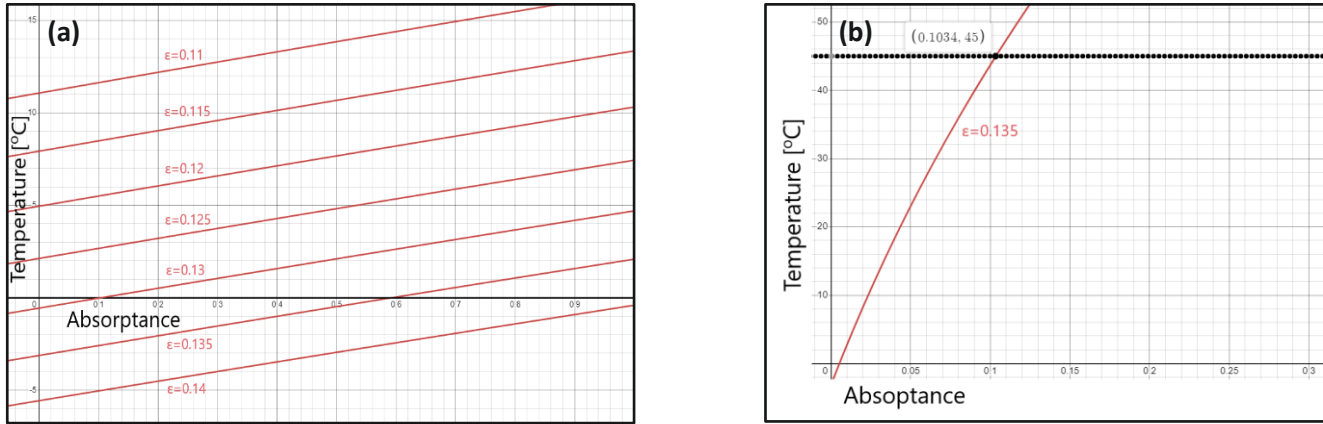 (a)
15
ε=0.11
10
ε=0.115
ε=0.12
5
ε=0.125
ε=0.13
Temperature [ºC]
0 0.1 0.2 0.3 0.4 0.5 0.6 0.7 0.8 0.9
Absorptance
ε=0.135
ε=0.14
-5
(b)
50
(0.1034, 45)
40
ε=0.135
30
20
10
Temperature [ºC]
0 0.05 0.1 0.15 0.2 0.25 0.3
Absoptance